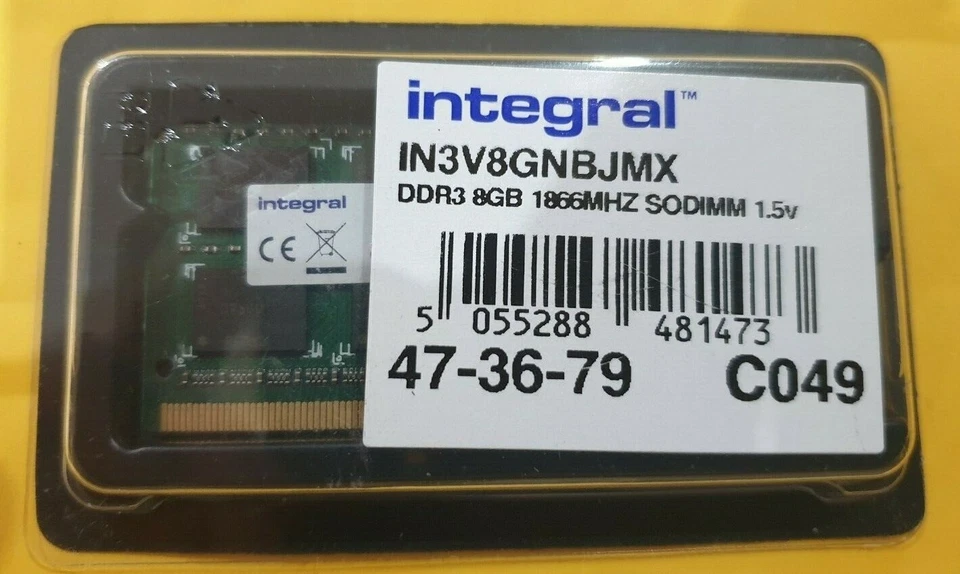 integral™
IN3V8GNBJMX
DDR3 8GB 1866MHZ SODIMM 1.5v
5 055288 481473
47-36-79 C049
integral
CE